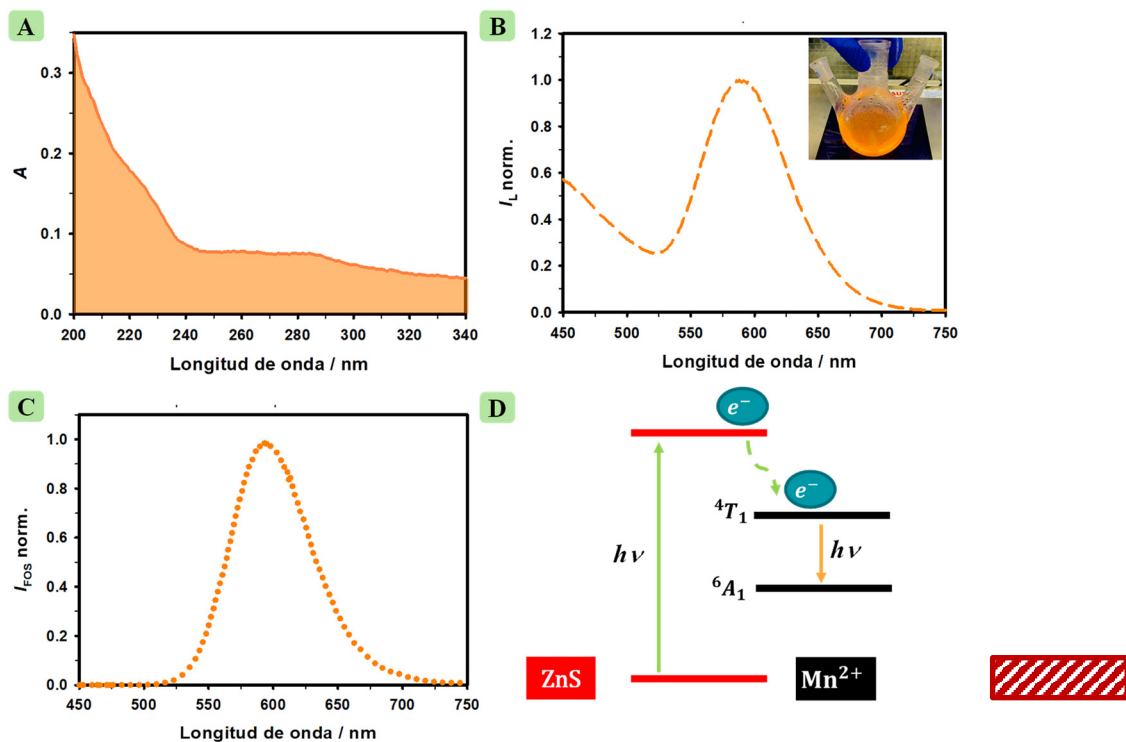 A
0.3
0.2
0.1
0.0
A
200 220 240 260 280 300 320 340
Longitud de onda / nm
B
1.2
1.0
0.8
0.6
0.4
0.2
0.0
I_L norm.
450 500 550 600 650 700 750
Longitud de onda / nm
C
1.0
0.8
0.6
0.4
0.2
0.0
I_FOS norm.
450 500 550 600 650 700 750
Longitud de onda / nm
D
e⁻
e⁻
⁴T₁
hν
hν
⁶A₁
ZnS
Mn²⁺